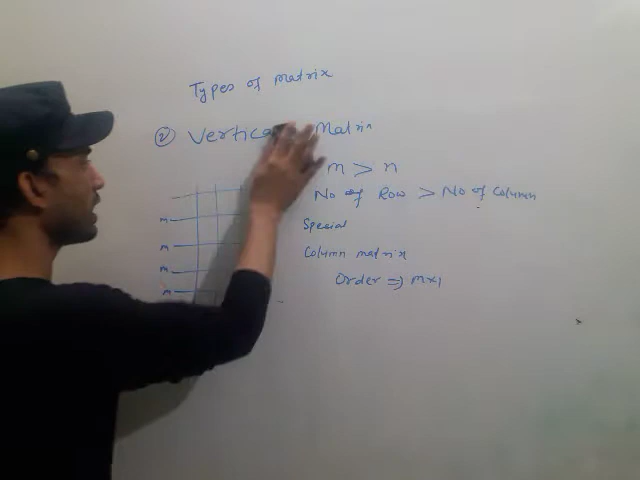 Types of matrix
② Vertica Matrix
m > n
No of Row > No of Column
Special
Column matrix
Order ⇒ m×1
m
m
m
m